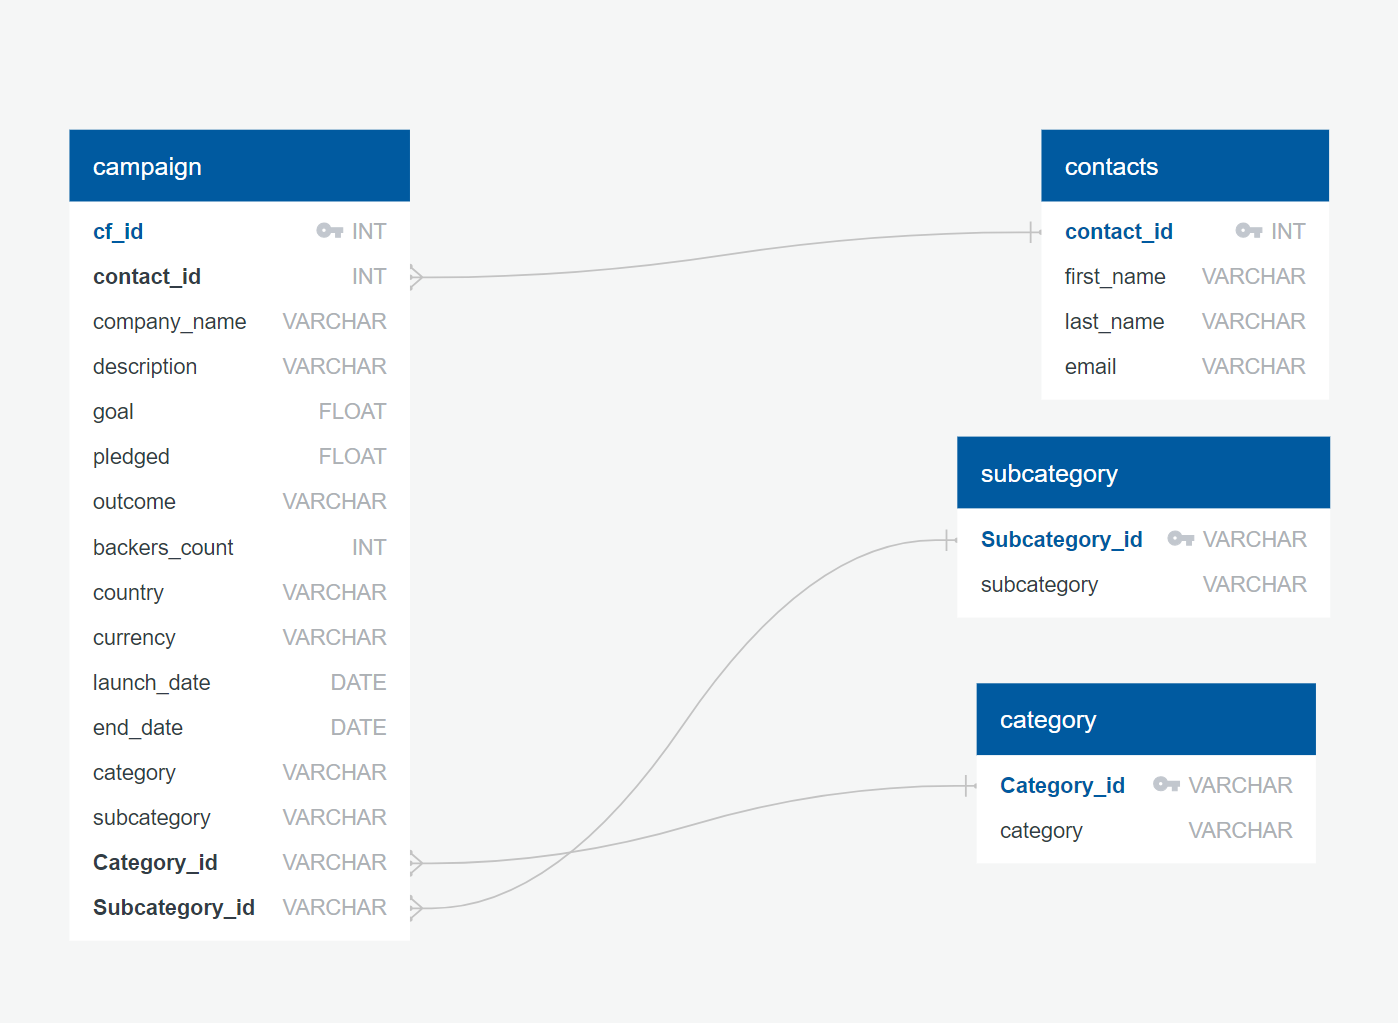 campaign
cf_id INT
contact_id INT
company_name VARCHAR
description VARCHAR
goal FLOAT
pledged FLOAT
outcome VARCHAR
backers_count INT
country VARCHAR
currency VARCHAR
launch_date DATE
end_date DATE
category VARCHAR
subcategory VARCHAR
Category_id VARCHAR
Subcategory_id VARCHAR
contacts
contact_id INT
first_name VARCHAR
last_name VARCHAR
email VARCHAR
subcategory
Subcategory_id VARCHAR
subcategory VARCHAR
category
Category_id VARCHAR
category VARCHAR